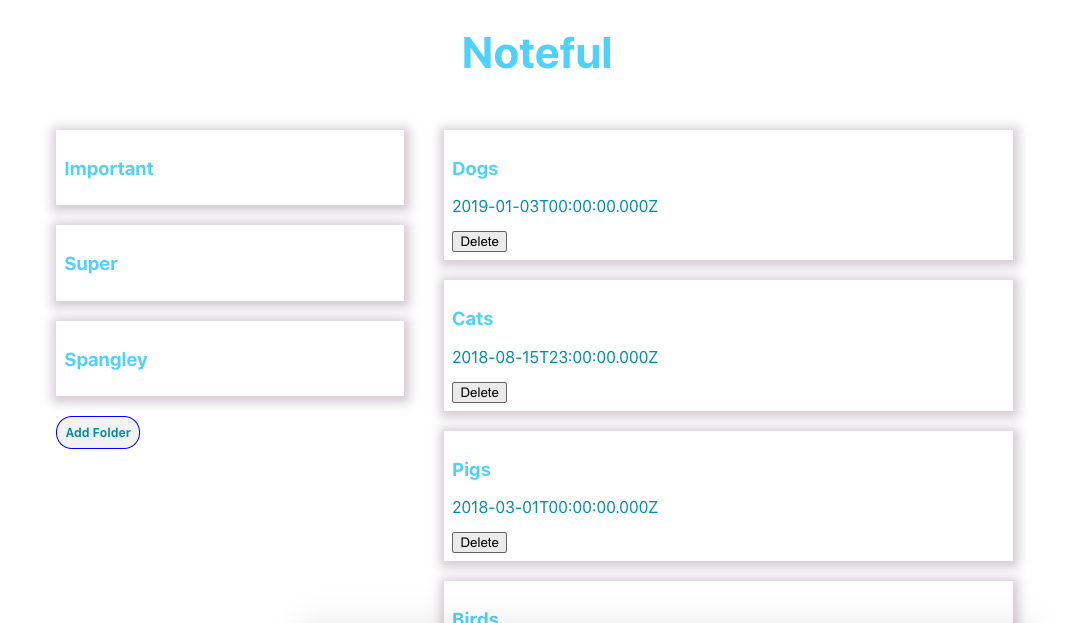 Noteful
Important
Super
Spangley
Add Folder
Dogs
2019-01-03T00:00:00.000Z
Delete
Cats
2018-08-15T23:00:00.000Z
Delete
Pigs
2018-03-01T00:00:00.000Z
Delete
Birds